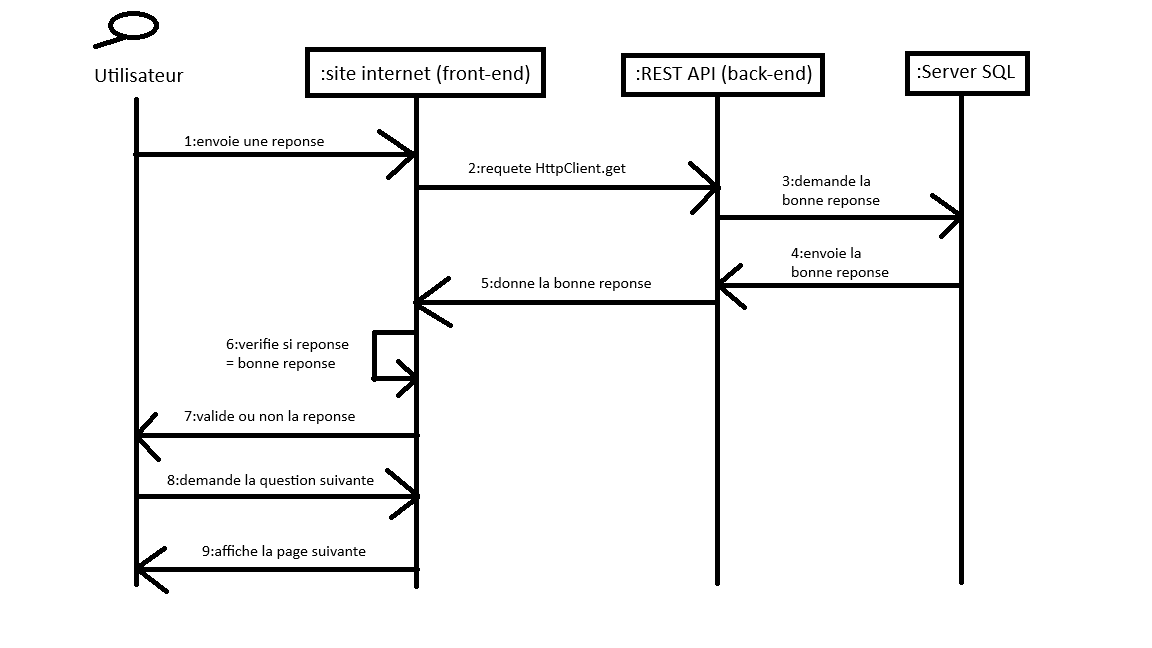 Utilisateur
:site internet (front-end)
:REST API (back-end)
:Server SQL
1:envoie une reponse
2:requete HttpClient.get
3:demande la
bonne reponse
4:envoie la
bonne reponse
5:donne la bonne reponse
6:verifie si reponse
= bonne reponse
7:valide ou non la reponse
8:demande la question suivante
9:affiche la page suivante